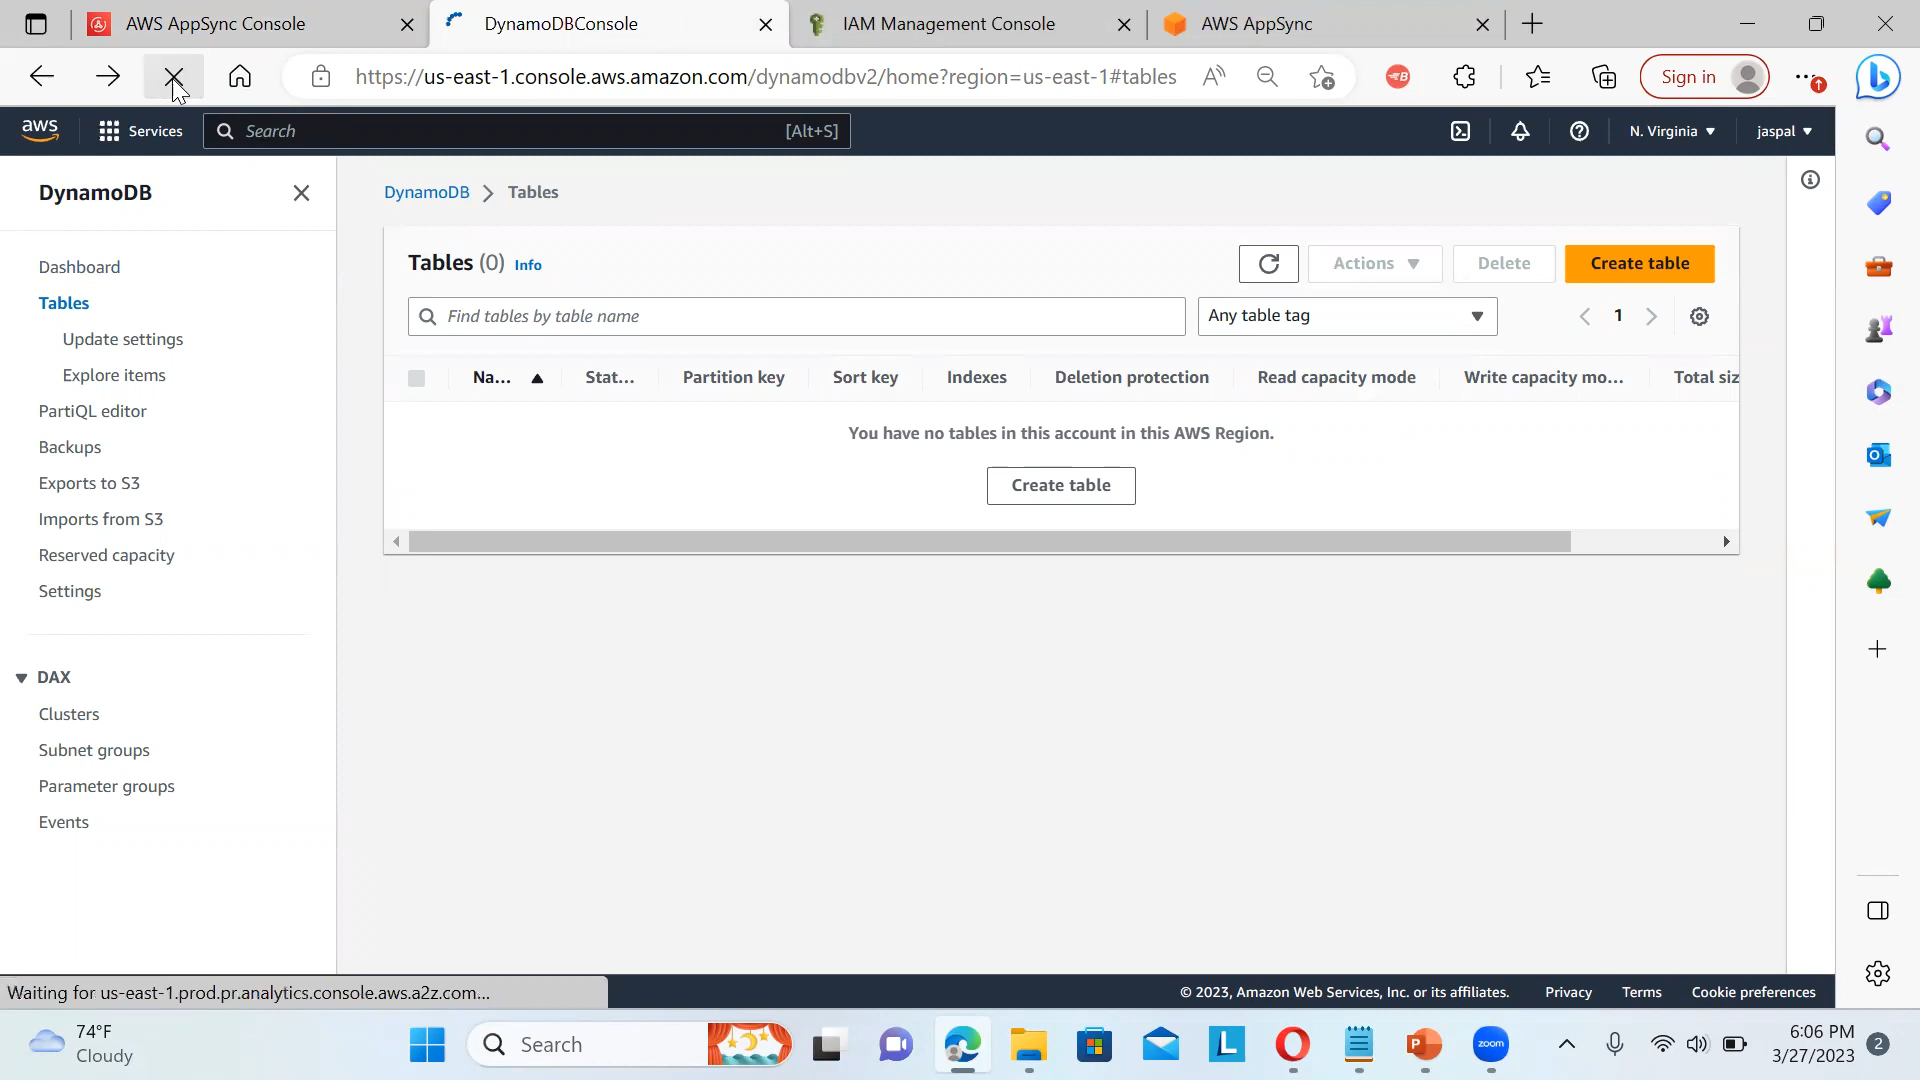 AWS AppSync Console
DynamoDBConsole
IAM Management Console
AWS AppSync
https://us-east-1.console.aws.amazon.com/dynamodbv2/home?region=us-east-1#tables
Sign in
aws
Services
Search
[Alt+S]
N. Virginia
jaspal
DynamoDB
DynamoDB
Tables
Dashboard
Tables
Update settings
Explore items
PartiQL editor
Backups
Exports to S3
Imports from S3
Reserved capacity
Settings
DAX
Clusters
Subnet groups
Parameter groups
Events
Tables (0) Info
Actions
Delete
Create table
Find tables by table name
Any table tag
1
Na...
Stat...
Partition key
Sort key
Indexes
Deletion protection
Read capacity mode
Write capacity mo...
Total siz
You have no tables in this account in this AWS Region.
Create table
Waiting for us-east-1.prod.pr.analytics.console.aws.a2z.com...
© 2023, Amazon Web Services, Inc. or its affiliates.
Privacy
Terms
Cookie preferences
74°F
Cloudy
Search
zoom
6:06 PM
3/27/2023
2